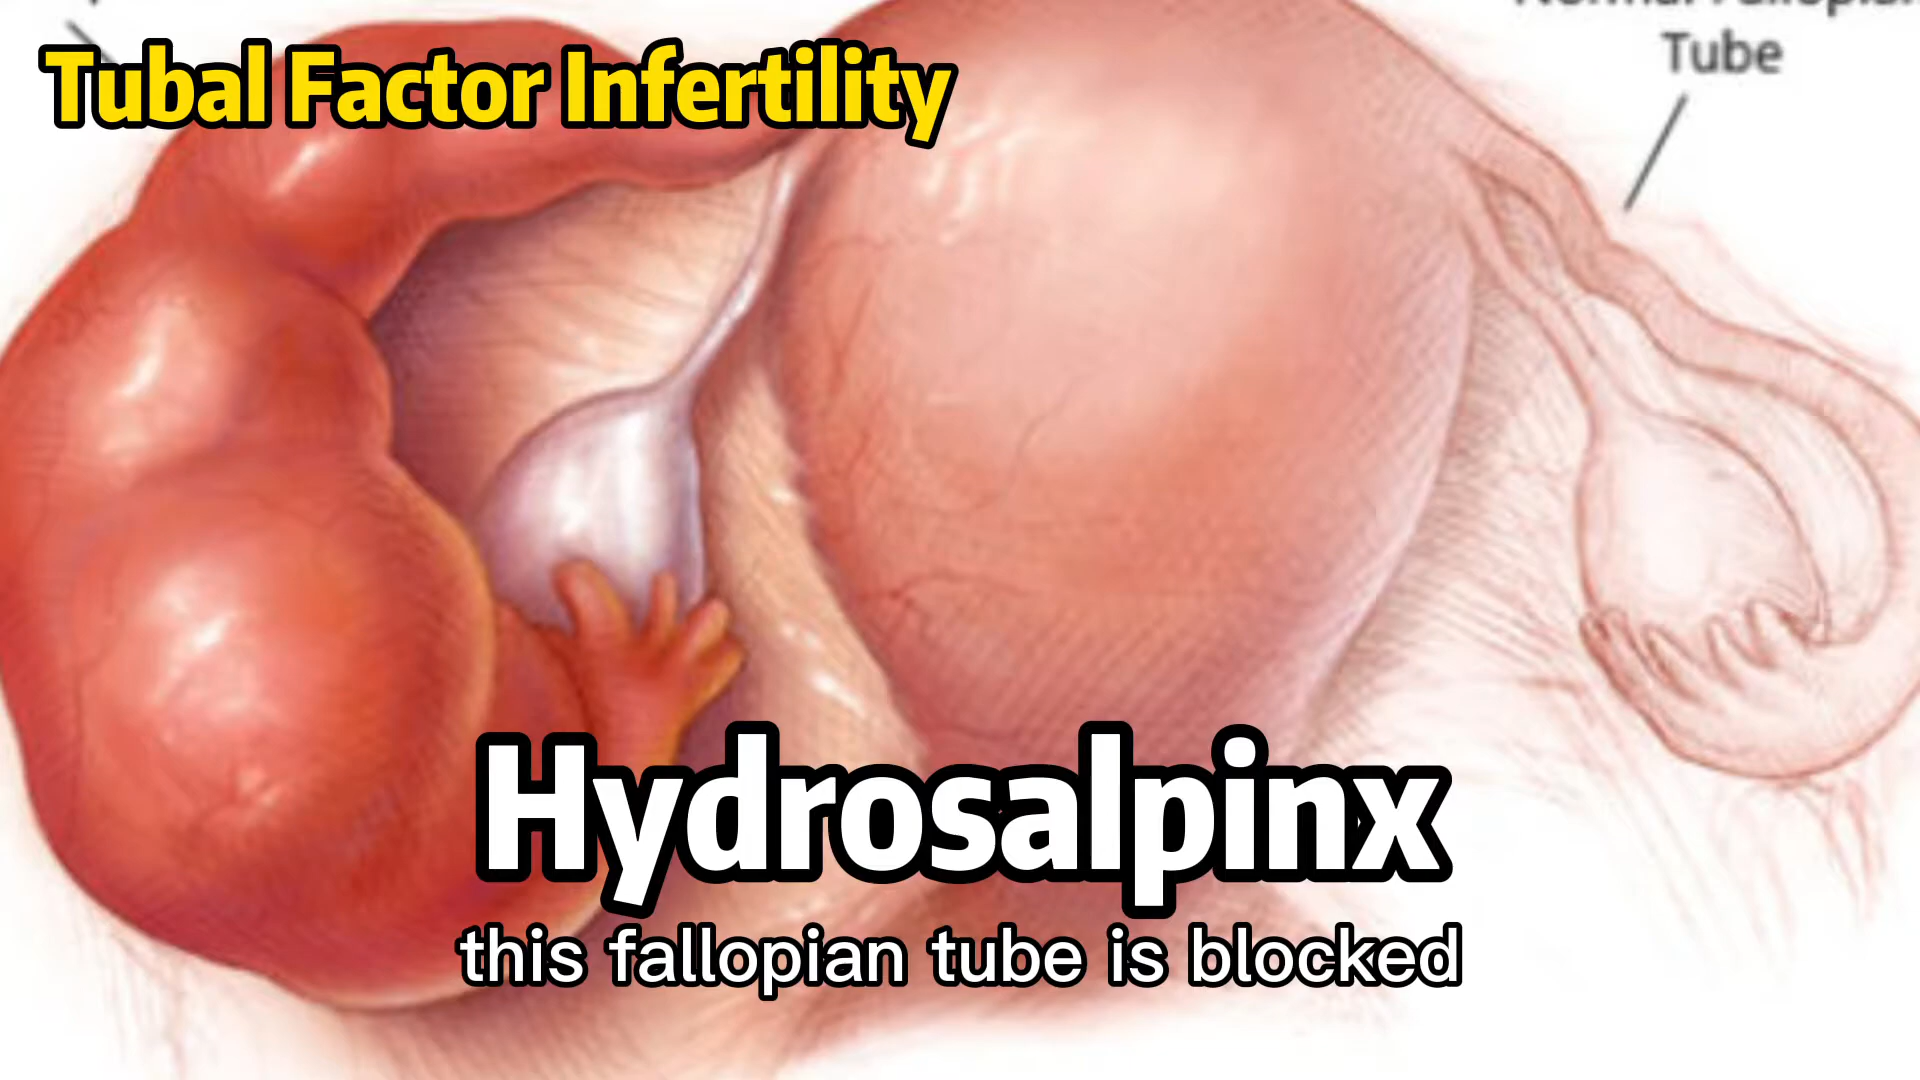 Tube
Tubal Factor Infertility
Hydrosalpinx
this fallopian tube is blocked